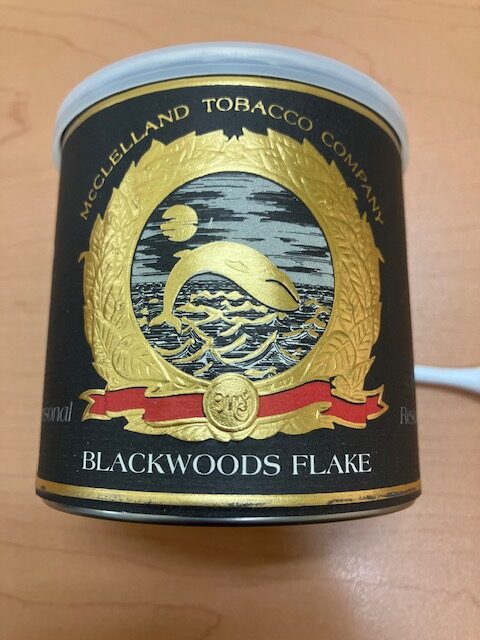 McCLELLAND TOBACCO COMPANY
BLACKWOODS FLAKE